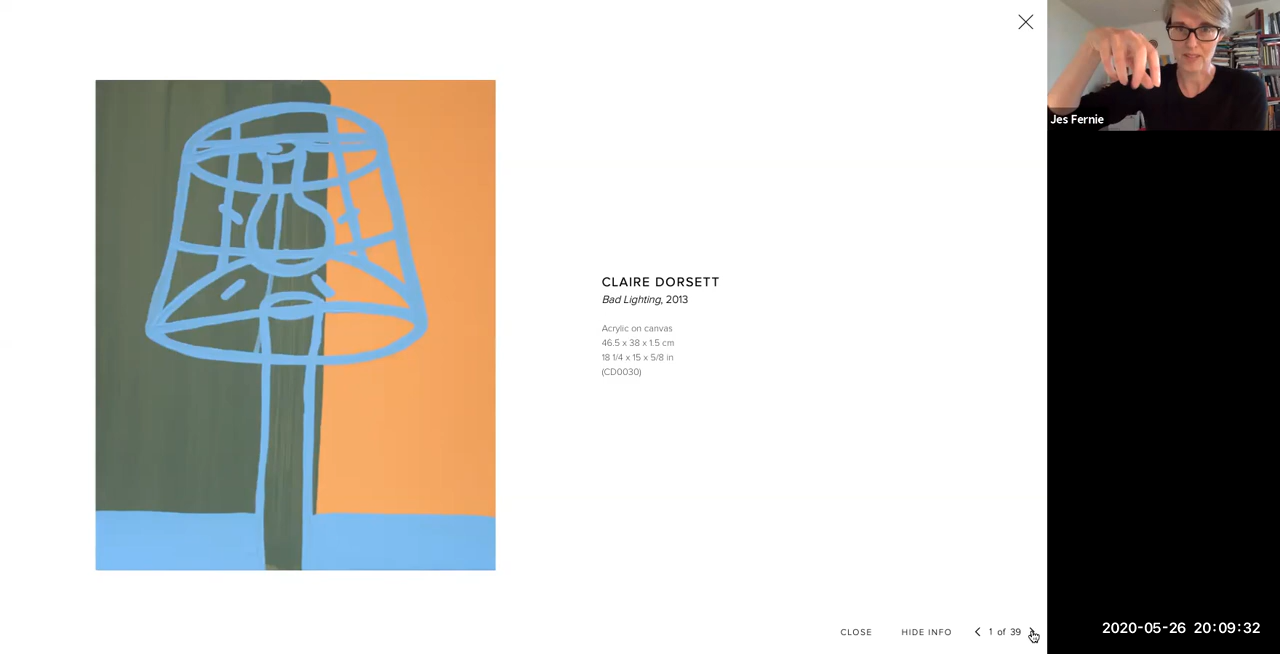 Jes Fernie
CLAIRE DORSETT
Bad Lighting, 2013
Acrylic on canvas
46.5 x 38 x 1.5 cm
18 1/4 x 15 x 5/8 in
(CD0030)
CLOSE HIDE INFO < 1 of 39
2020-05-26 20:09:32